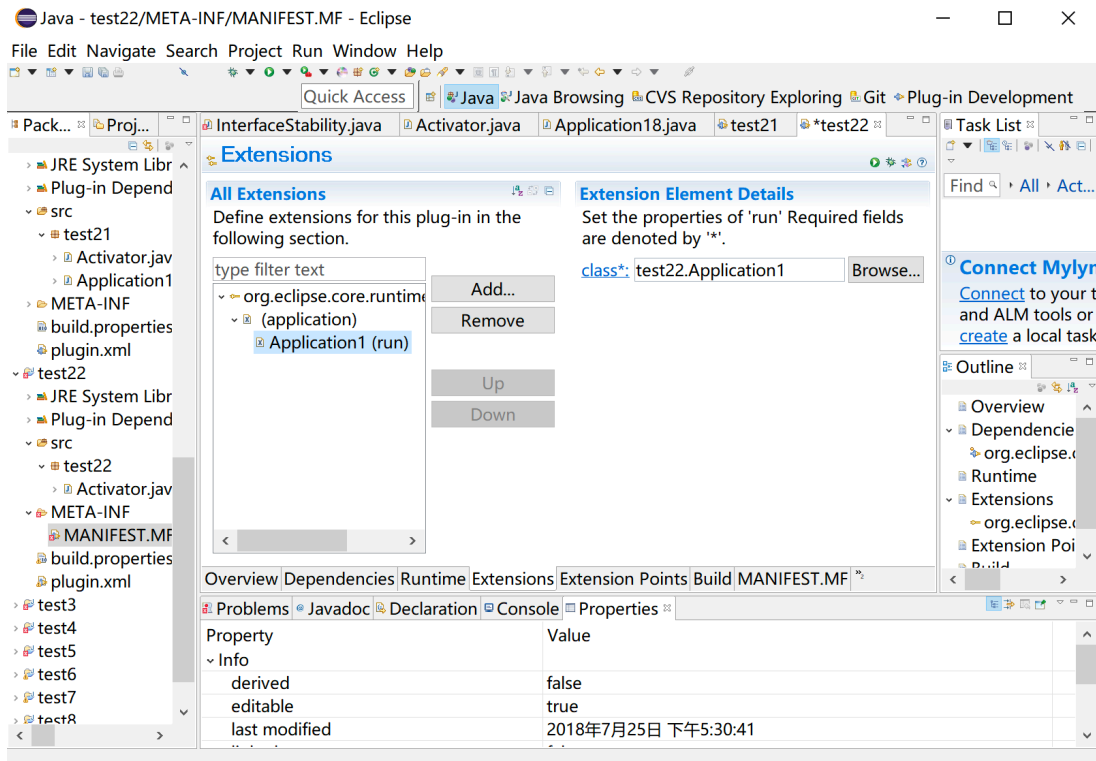 Java - test22/META-INF/MANIFEST.MF - Eclipse
File Edit Navigate Search Project Run Window Help
Quick Access
Java Java Browsing CVS Repository Exploring Git Plug-in Development
Pack... Proj...
JRE System Libr
Plug-in Depend
src
test21
Activator.jav
Application1
META-INF
build.properties
plugin.xml
test22
JRE System Libr
Plug-in Depend
src
test22
Activator.jav
META-INF
MANIFEST.MF
build.properties
plugin.xml
test3
test4
test5
test6
test7
test8
InterfaceStability.java Activator.java Application18.java test21 *test22
Extensions
All Extensions
Define extensions for this plug-in in the
following section.
type filter text
org.eclipse.core.runtime
(application)
Application1 (run)
Add...
Remove
Up
Down
Extension Element Details
Set the properties of 'run' Required fields
are denoted by '*'.
class*: test22.Application1 Browse...
Overview Dependencies Runtime Extensions Extension Points Build MANIFEST.MF »2
Problems Javadoc Declaration Console Properties
Property Value
Info
derived false
editable true
last modified 2018年7月25日 下午5:30:41
Task List
Find All Act...
Connect Mylyn
Connect to your t
and ALM tools or
create a local task
Outline
Overview
Dependencie
org.eclipse.c
Runtime
Extensions
org.eclipse.c
Extension Poi
Build